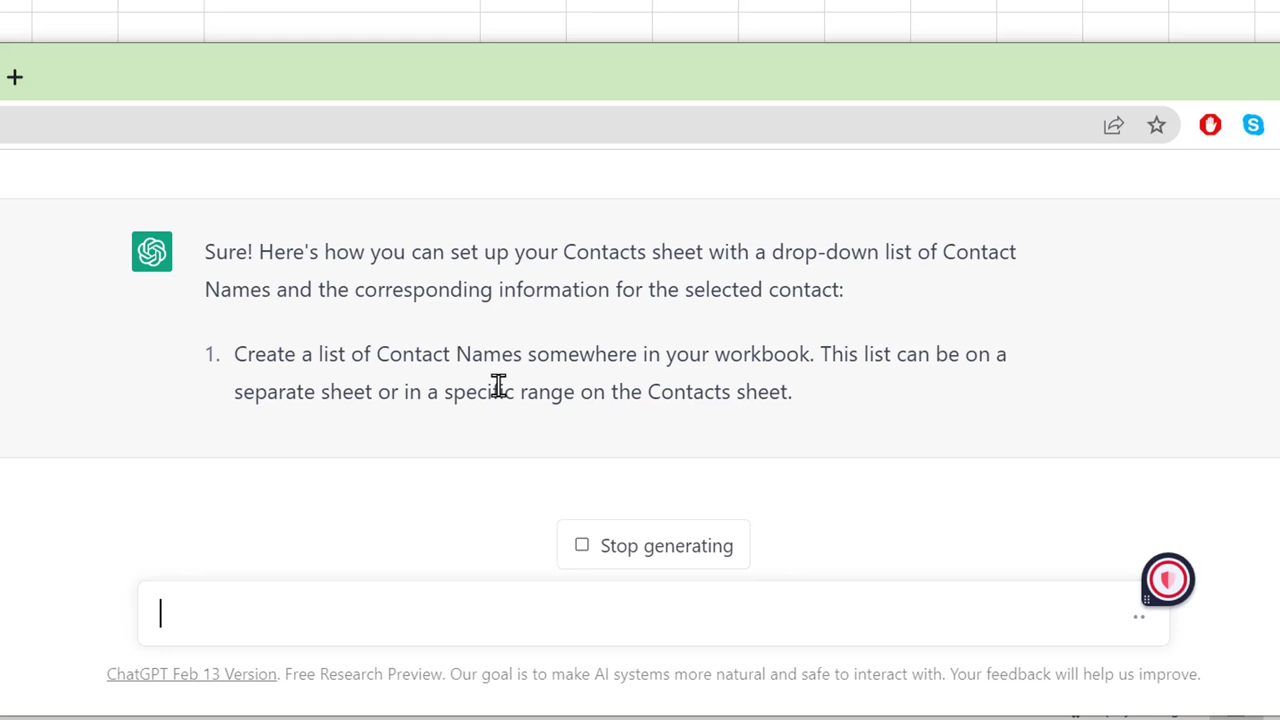 Sure! Here's how you can set up your Contacts sheet with a drop-down list of Contact
Names and the corresponding information for the selected contact:
1. Create a list of Contact Names somewhere in your workbook. This list can be on a
separate sheet or in a specific range on the Contacts sheet.
Stop generating
ChatGPT Feb 13 Version. Free Research Preview. Our goal is to make AI systems more natural and safe to interact with. Your feedback will help us improve.